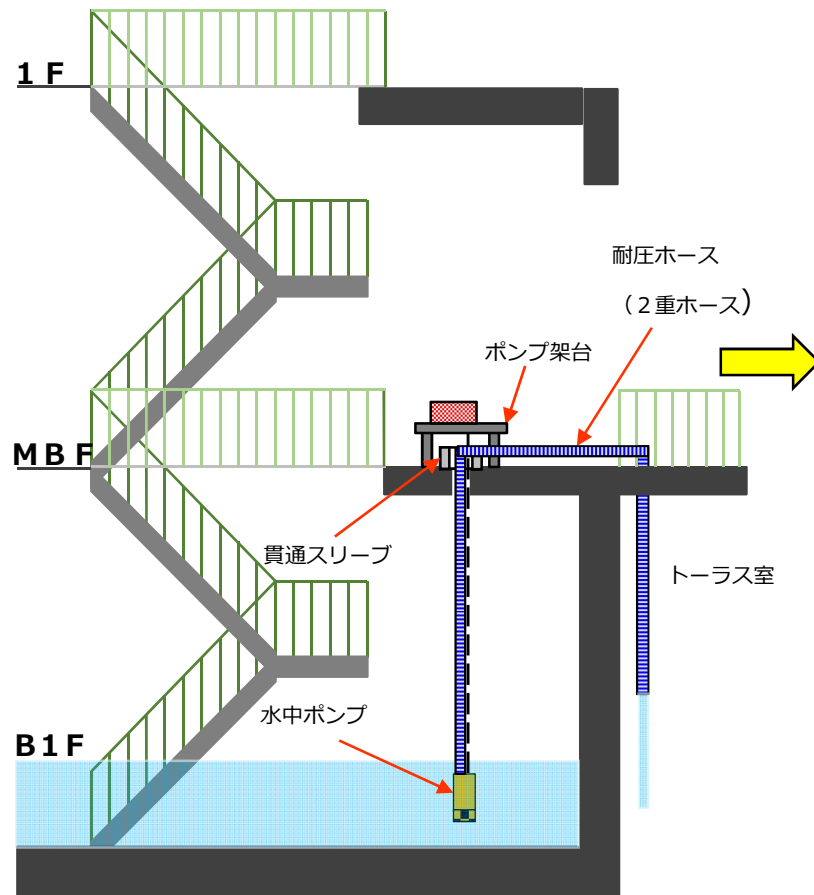 1F
耐圧ホース
(2重ホース)
ポンプ架台
MBF
貫通スリーブ
トーラス室
水中ポンプ
B1F